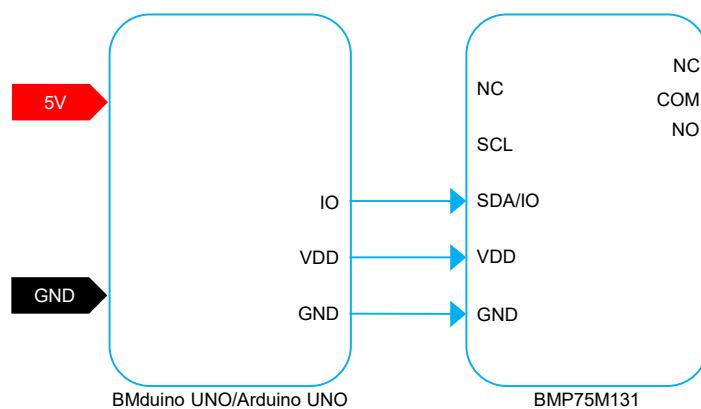 5V
GND
IO
VDD
GND
BMduino UNO/Arduino UNO
NC
SCL
SDA/IO
VDD
GND
NC
COM
NO
BMP75M131